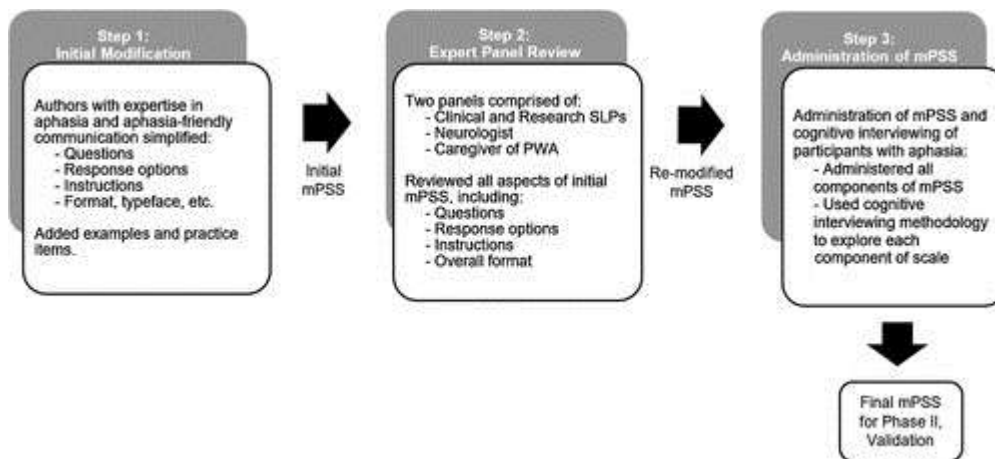 Step 1:
Initial Modification
Authors with expertise in
aphasia and aphasia-friendly
communication simplified:
- Questions
- Response options
- Instructions
- Format, typeface, etc.
Added examples and practice
items.
Initial
mPSS
Step 2:
Expert Panel Review
Two panels comprised of:
- Clinical and Research SLPs
- Neurologist
- Caregiver of PWA
Reviewed all aspects of initial
mPSS, including:
- Questions
- Response options
- Instructions
- Overall format
Re-modified
mPSS
Step 3:
Administration of mPSS
Administration of mPSS and
cognitive interviewing of
participants with aphasia:
- Administered all
components of mPSS
- Used cognitive
interviewing methodology
to explore each
component of scale
Final mPSS
for Phase II,
Validation